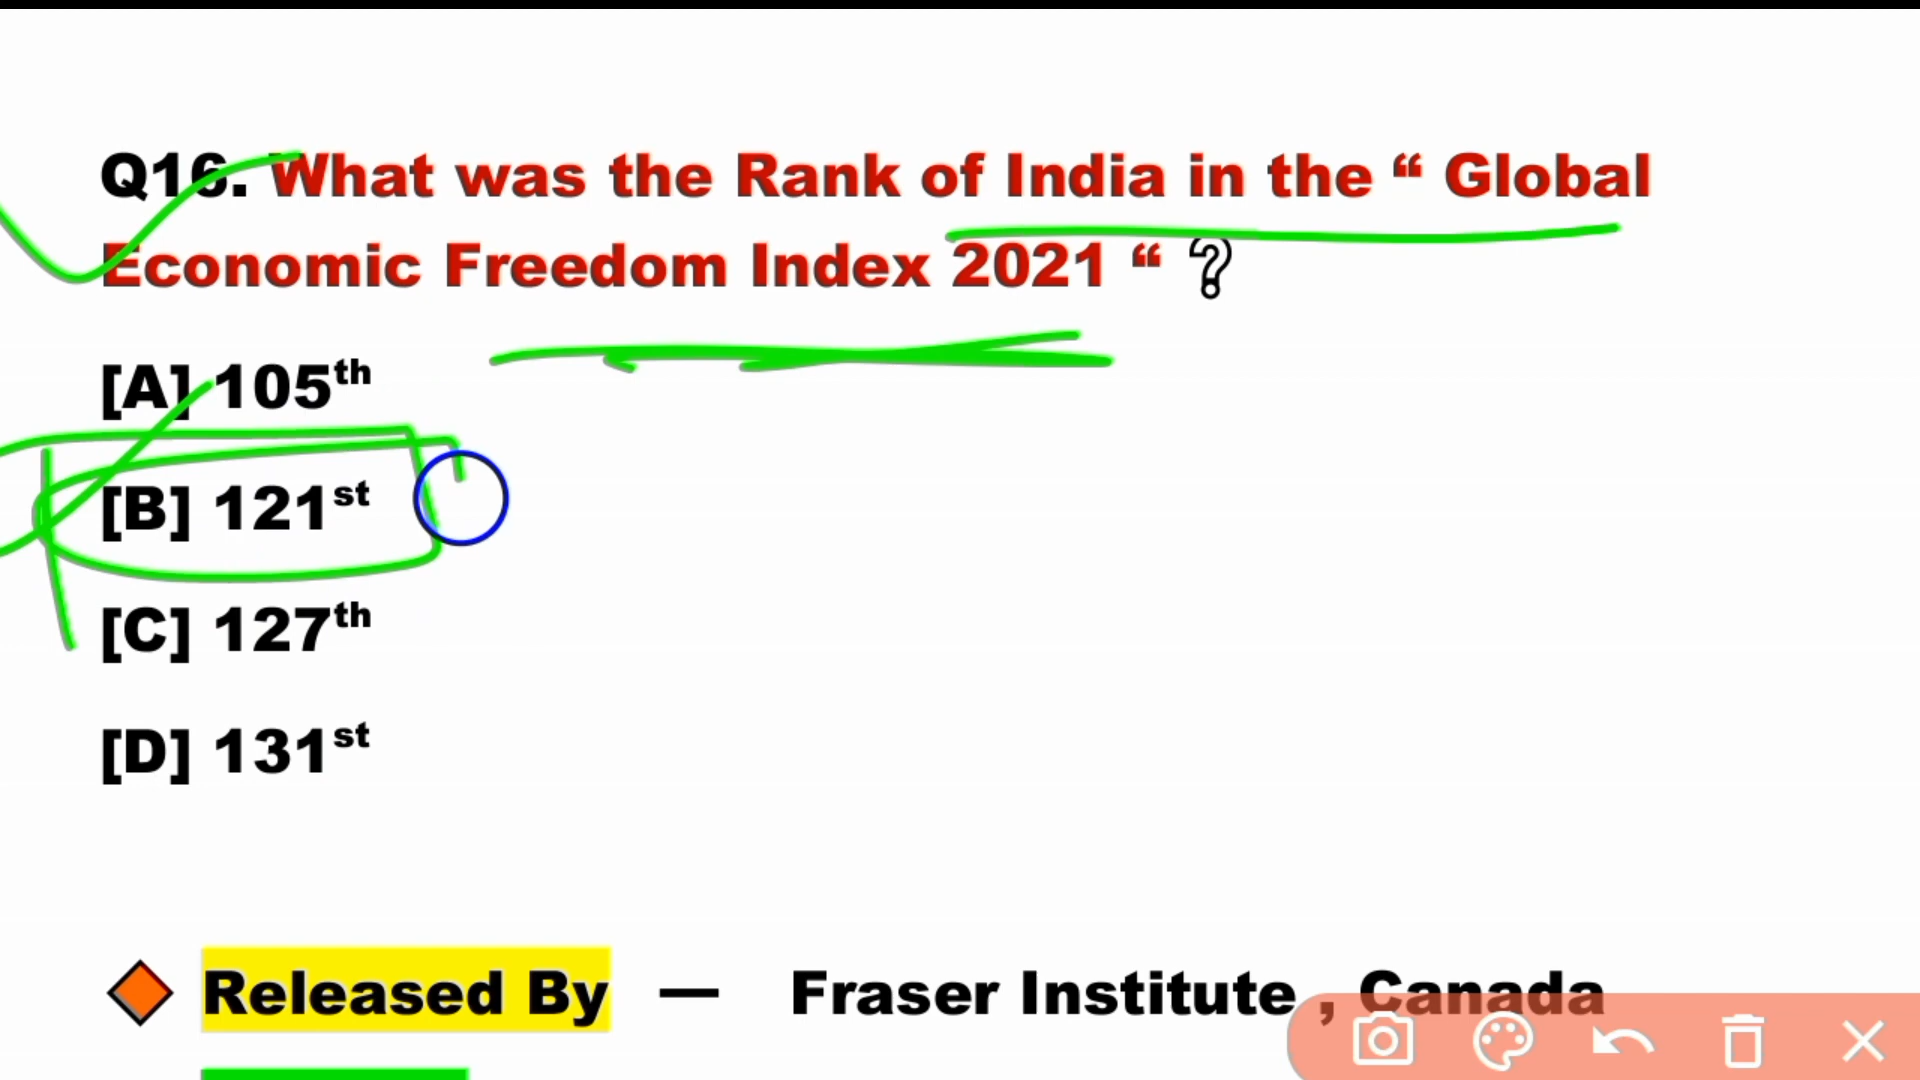 Q16. What was the Rank of India in the “ Global
Economic Freedom Index 2021 “ ?
[A] 105th
[B] 121st
[C] 127th
[D] 131st
Released By — Fraser Institute , Canada